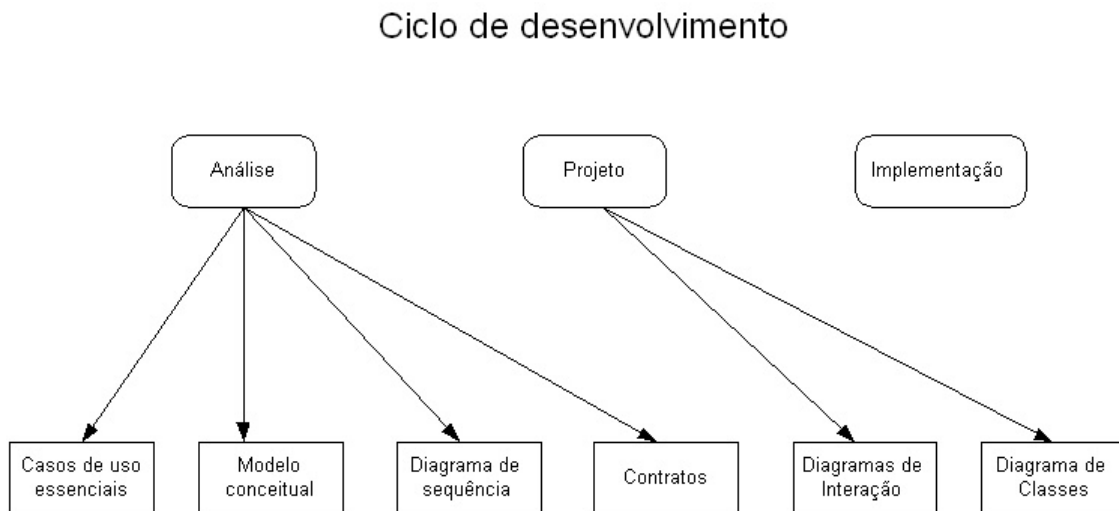 Ciclo de desenvolvimento
Análise
Projeto
Implementação
Casos de uso
essenciais
Modelo
conceitual
Diagrama de
sequência
Contratos
Diagramas de
Interação
Diagrama de
Classes